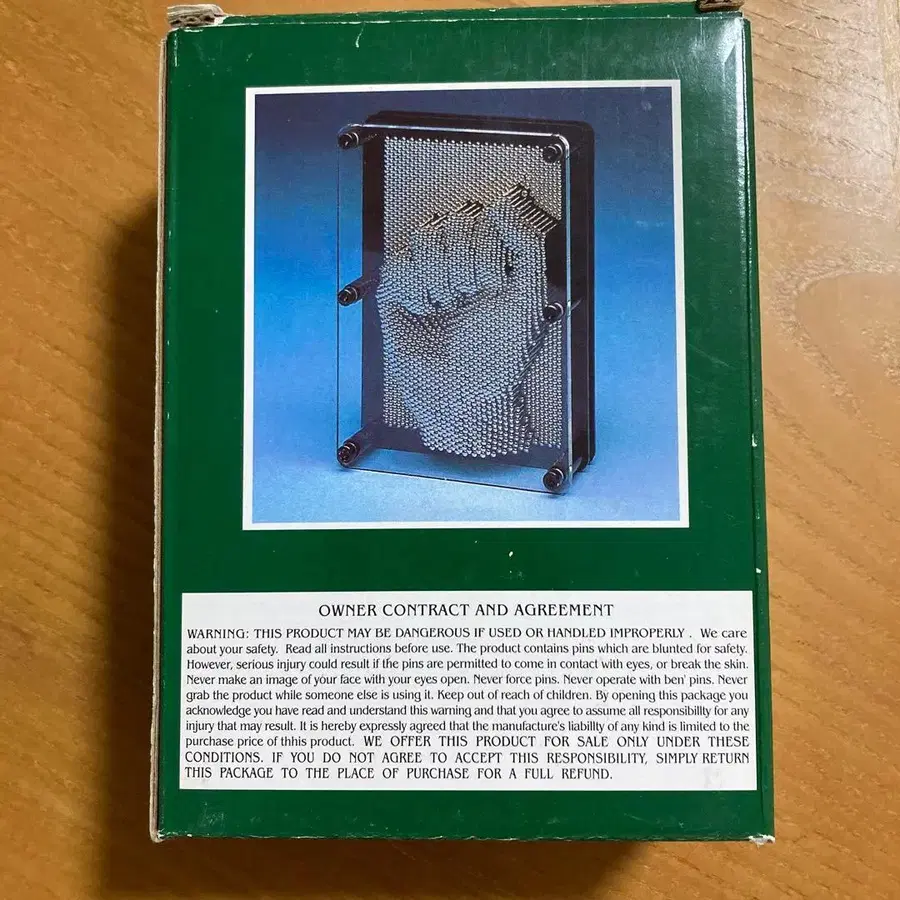 OWNER CONTRACT AND AGREEMENT
WARNING: THIS PRODUCT MAY BE DANGEROUS IF USED OR HANDLED IMPROPERLY . We care
about your safety. Read all instructions before use. The product contains pins which are blunted for safety.
However, serious injury could result if the pins are permitted to come in contact with eyes, or break the skin.
Never make an image of your face with your eyes open. Never force pins. Never operate with ben' pins. Never
grab the product while someone else is using it. Keep out of reach of children. By opening this package you
acknowledge you have read and understand this warning and that you agree to assume all responsibility for any
injury that may result. It is hereby expressly agreed that the manufacture's liability of any kind is limited to the
purchase price of thhis product. WE OFFER THIS PRODUCT FOR SALE ONLY UNDER THESE
CONDITIONS. IF YOU DO NOT AGREE TO ACCEPT THIS RESPONSIBILITY, SIMPLY RETURN
THIS PACKAGE TO THE PLACE OF PURCHASE FOR A FULL REFUND.